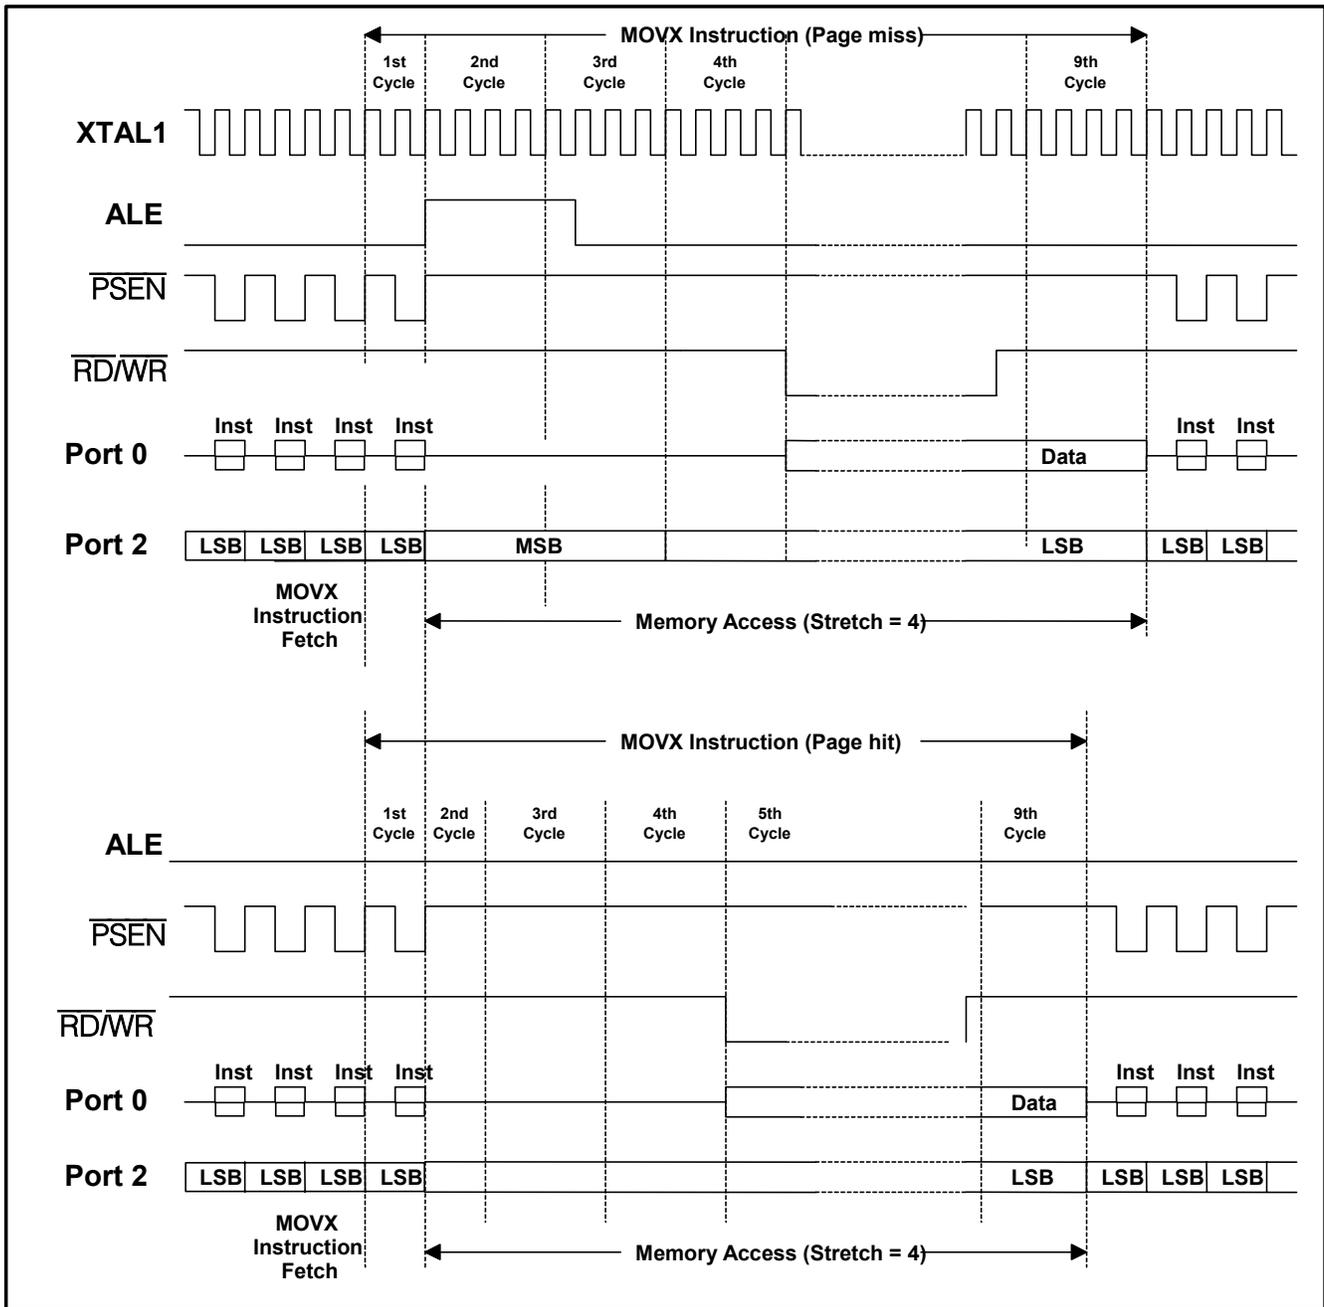 MOVX Instruction (Page miss)
1st Cycle
2nd Cycle
3rd Cycle
4th Cycle
9th Cycle
XTAL1
ALE
PSEN
RD/WR
Inst Inst Inst Inst Inst Inst
Port 0 Data
Port 2 LSB LSB LSB LSB MSB LSB LSB LSB
MOVX
Instruction
Fetch
Memory Access (Stretch = 4)
MOVX Instruction (Page hit)
1st Cycle
2nd Cycle
3rd Cycle
4th Cycle
5th Cycle
9th Cycle
ALE
PSEN
RD/WR
Inst Inst Inst Inst Inst Inst Inst
Port 0 Data
Port 2 LSB LSB LSB LSB LSB LSB LSB LSB
MOVX
Instruction
Fetch
Memory Access (Stretch = 4)